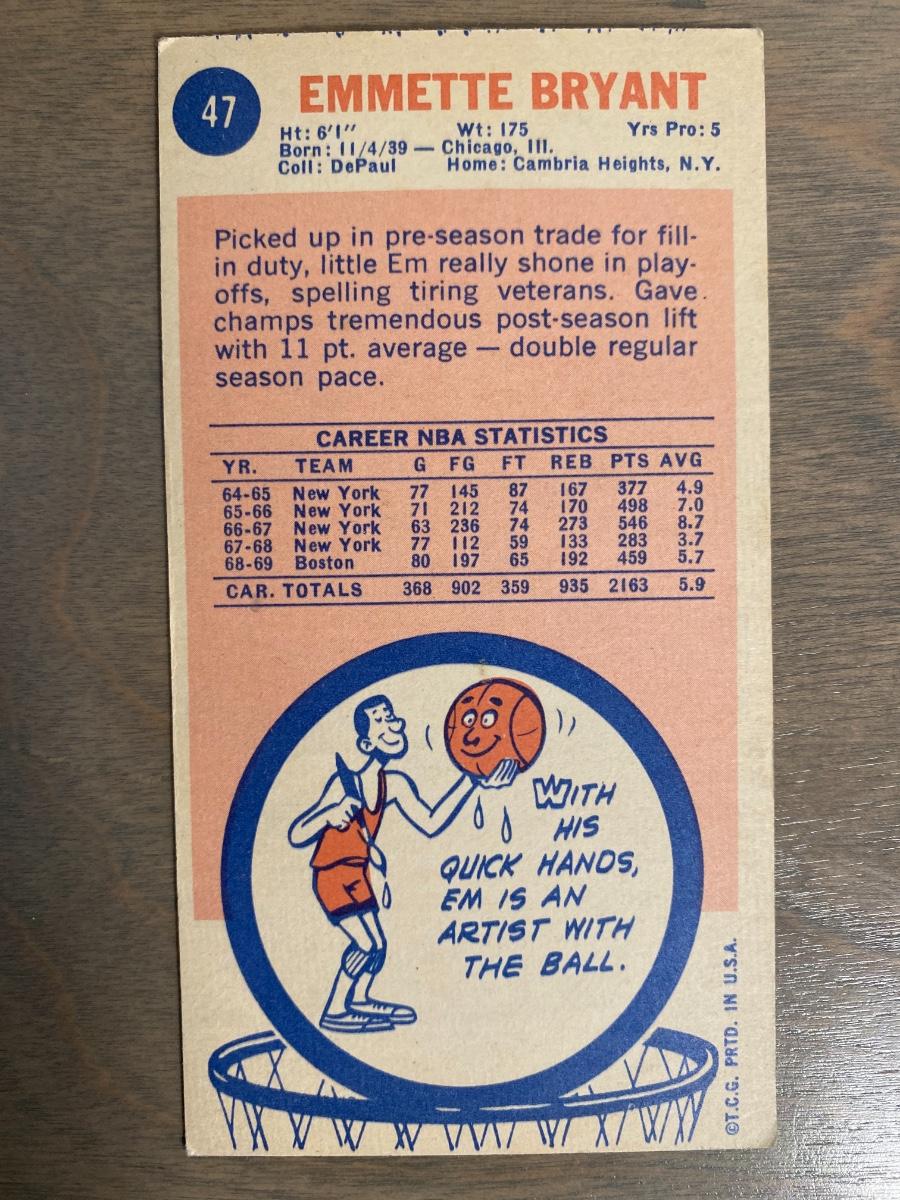 47
EMMETTE BRYANT
Ht: 6'1" Wt: 175 Yrs Pro: 5
Born: 11/4/39 — Chicago, Ill.
Coll: DePaul Home: Cambria Heights, N.Y.
Picked up in pre-season trade for fill-
in duty, little Em really shone in play-
offs, spelling tiring veterans. Gave
champs tremendous post-season lift
with 11 pt. average — double regular
season pace.
CAREER NBA STATISTICS
YR. TEAM G FG FT REB PTS AVG
64-65 New York 77 145 87 167 377 4.9
65-66 New York 71 212 74 170 498 7.0
66-67 New York 63 236 74 273 546 8.7
67-68 New York 77 112 59 133 283 3.7
68-69 Boston 80 197 65 192 459 5.7
CAR. TOTALS 368 902 359 935 2163 5.9
WITH
HIS
QUICK HANDS,
EM IS AN
ARTIST WITH
THE BALL.
©T.C.G. PRTD. IN U.S.A.